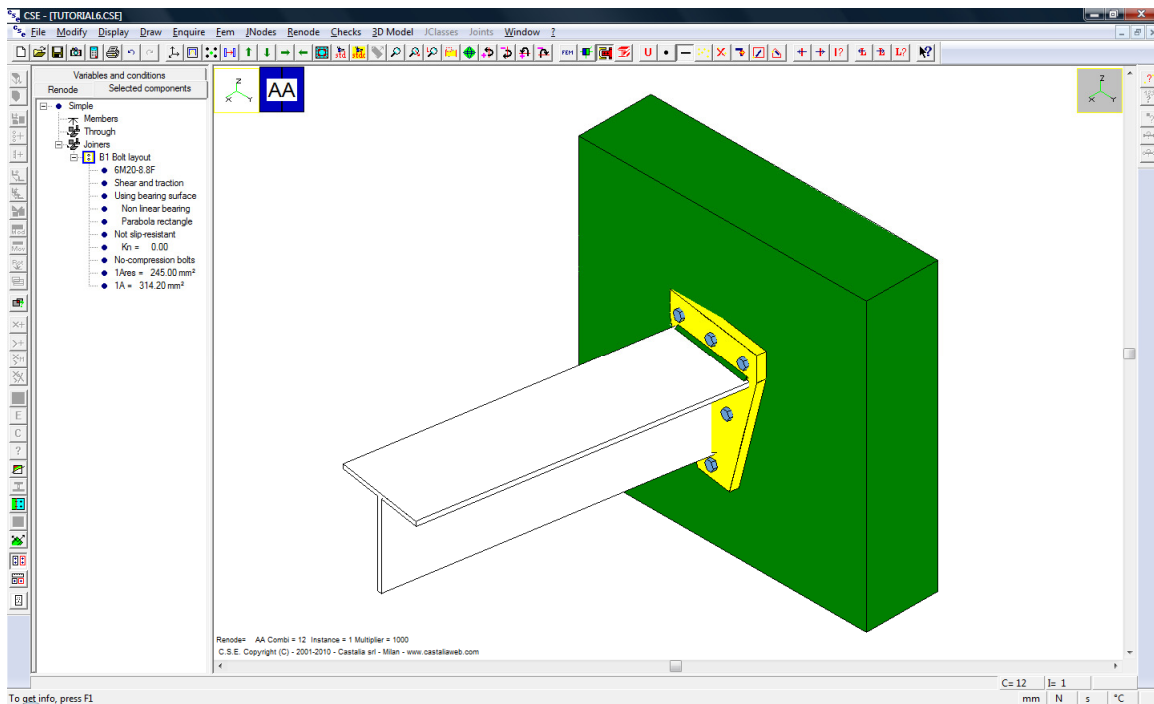 CSE - [TUTORIAL6.CSE]
File Modify Display Draw Enquire Fem JNodes Renode Checks 3D Model JClasses Joints Window ?
FEM U I? L?
Variables and conditions
Renode Selected components
Simple
Members
Through
Joiners
B1 Bolt layout
6M20-8.8F
Shear and traction
Using bearing surface
Non linear bearing
Parabola rectangle
Not slip-resistant
Kn = 0.00
No-compression bolts
1Ares = 245.00 mm²
1A = 314.20 mm²
Z
X Y
AA
Z
X Y
E
C
?
Renode= AA Combi = 12 Instance = 1 Multiplier = 1000
C.S.E. Copyright (C) - 2001-2010 - Castalia srl - Milan - www.castaliaweb.com
C= 12 I= 1
To get info, press F1
mm N s °C